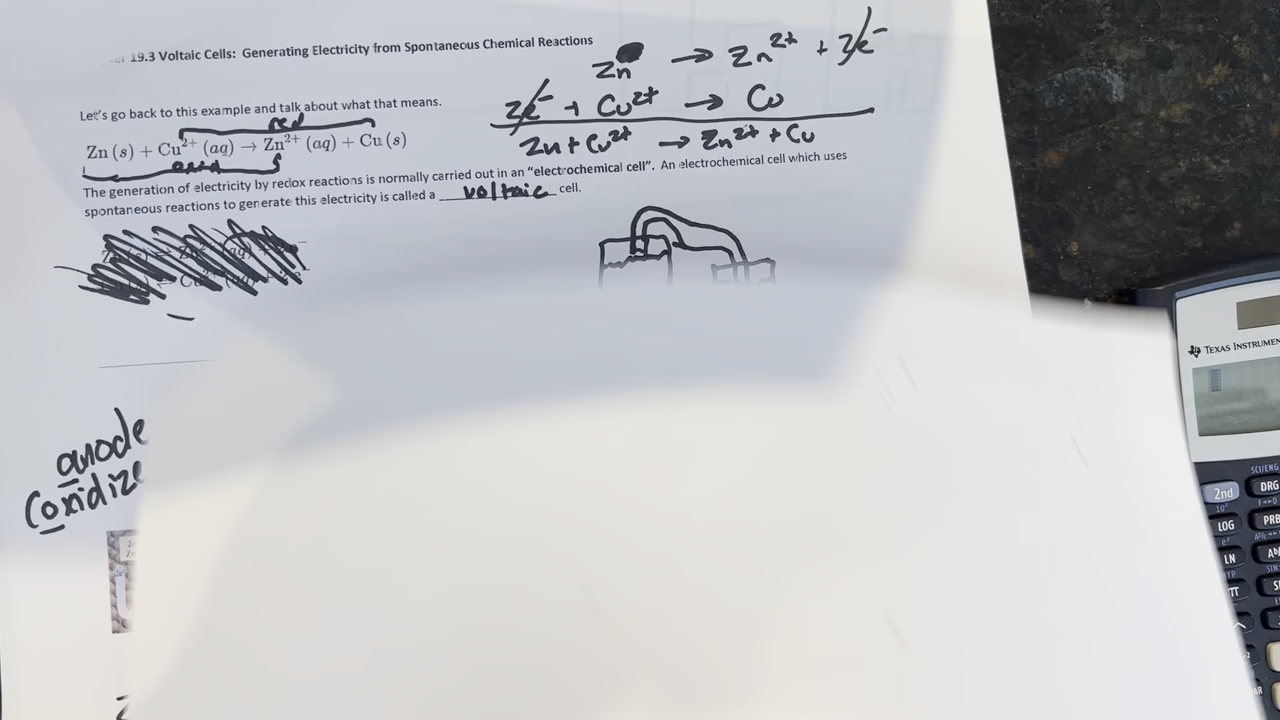 19.3 Voltaic Cells: Generating Electricity from Spontaneous Chemical Reactions
Zn → Zn²⁺ + 2e⁻
2e⁻ + Cu²⁺ → Cu
Zn + Cu²⁺ → Zn²⁺ + Cu
Let's go back to this example and talk about what that means.
red
Zn (s) + Cu²⁺ (aq) → Zn²⁺ (aq) + Cu (s)
The generation of electricity by redox reactions is normally carried out in an "electrochemical cell". An electrochemical cell which uses
spontaneous reactions to generate this electricity is called a voltaic cell.
anode
(oxidize
TEXAS INSTRUMEN
SCI/ENG
2nd
DRG
LOG
PRB
LN